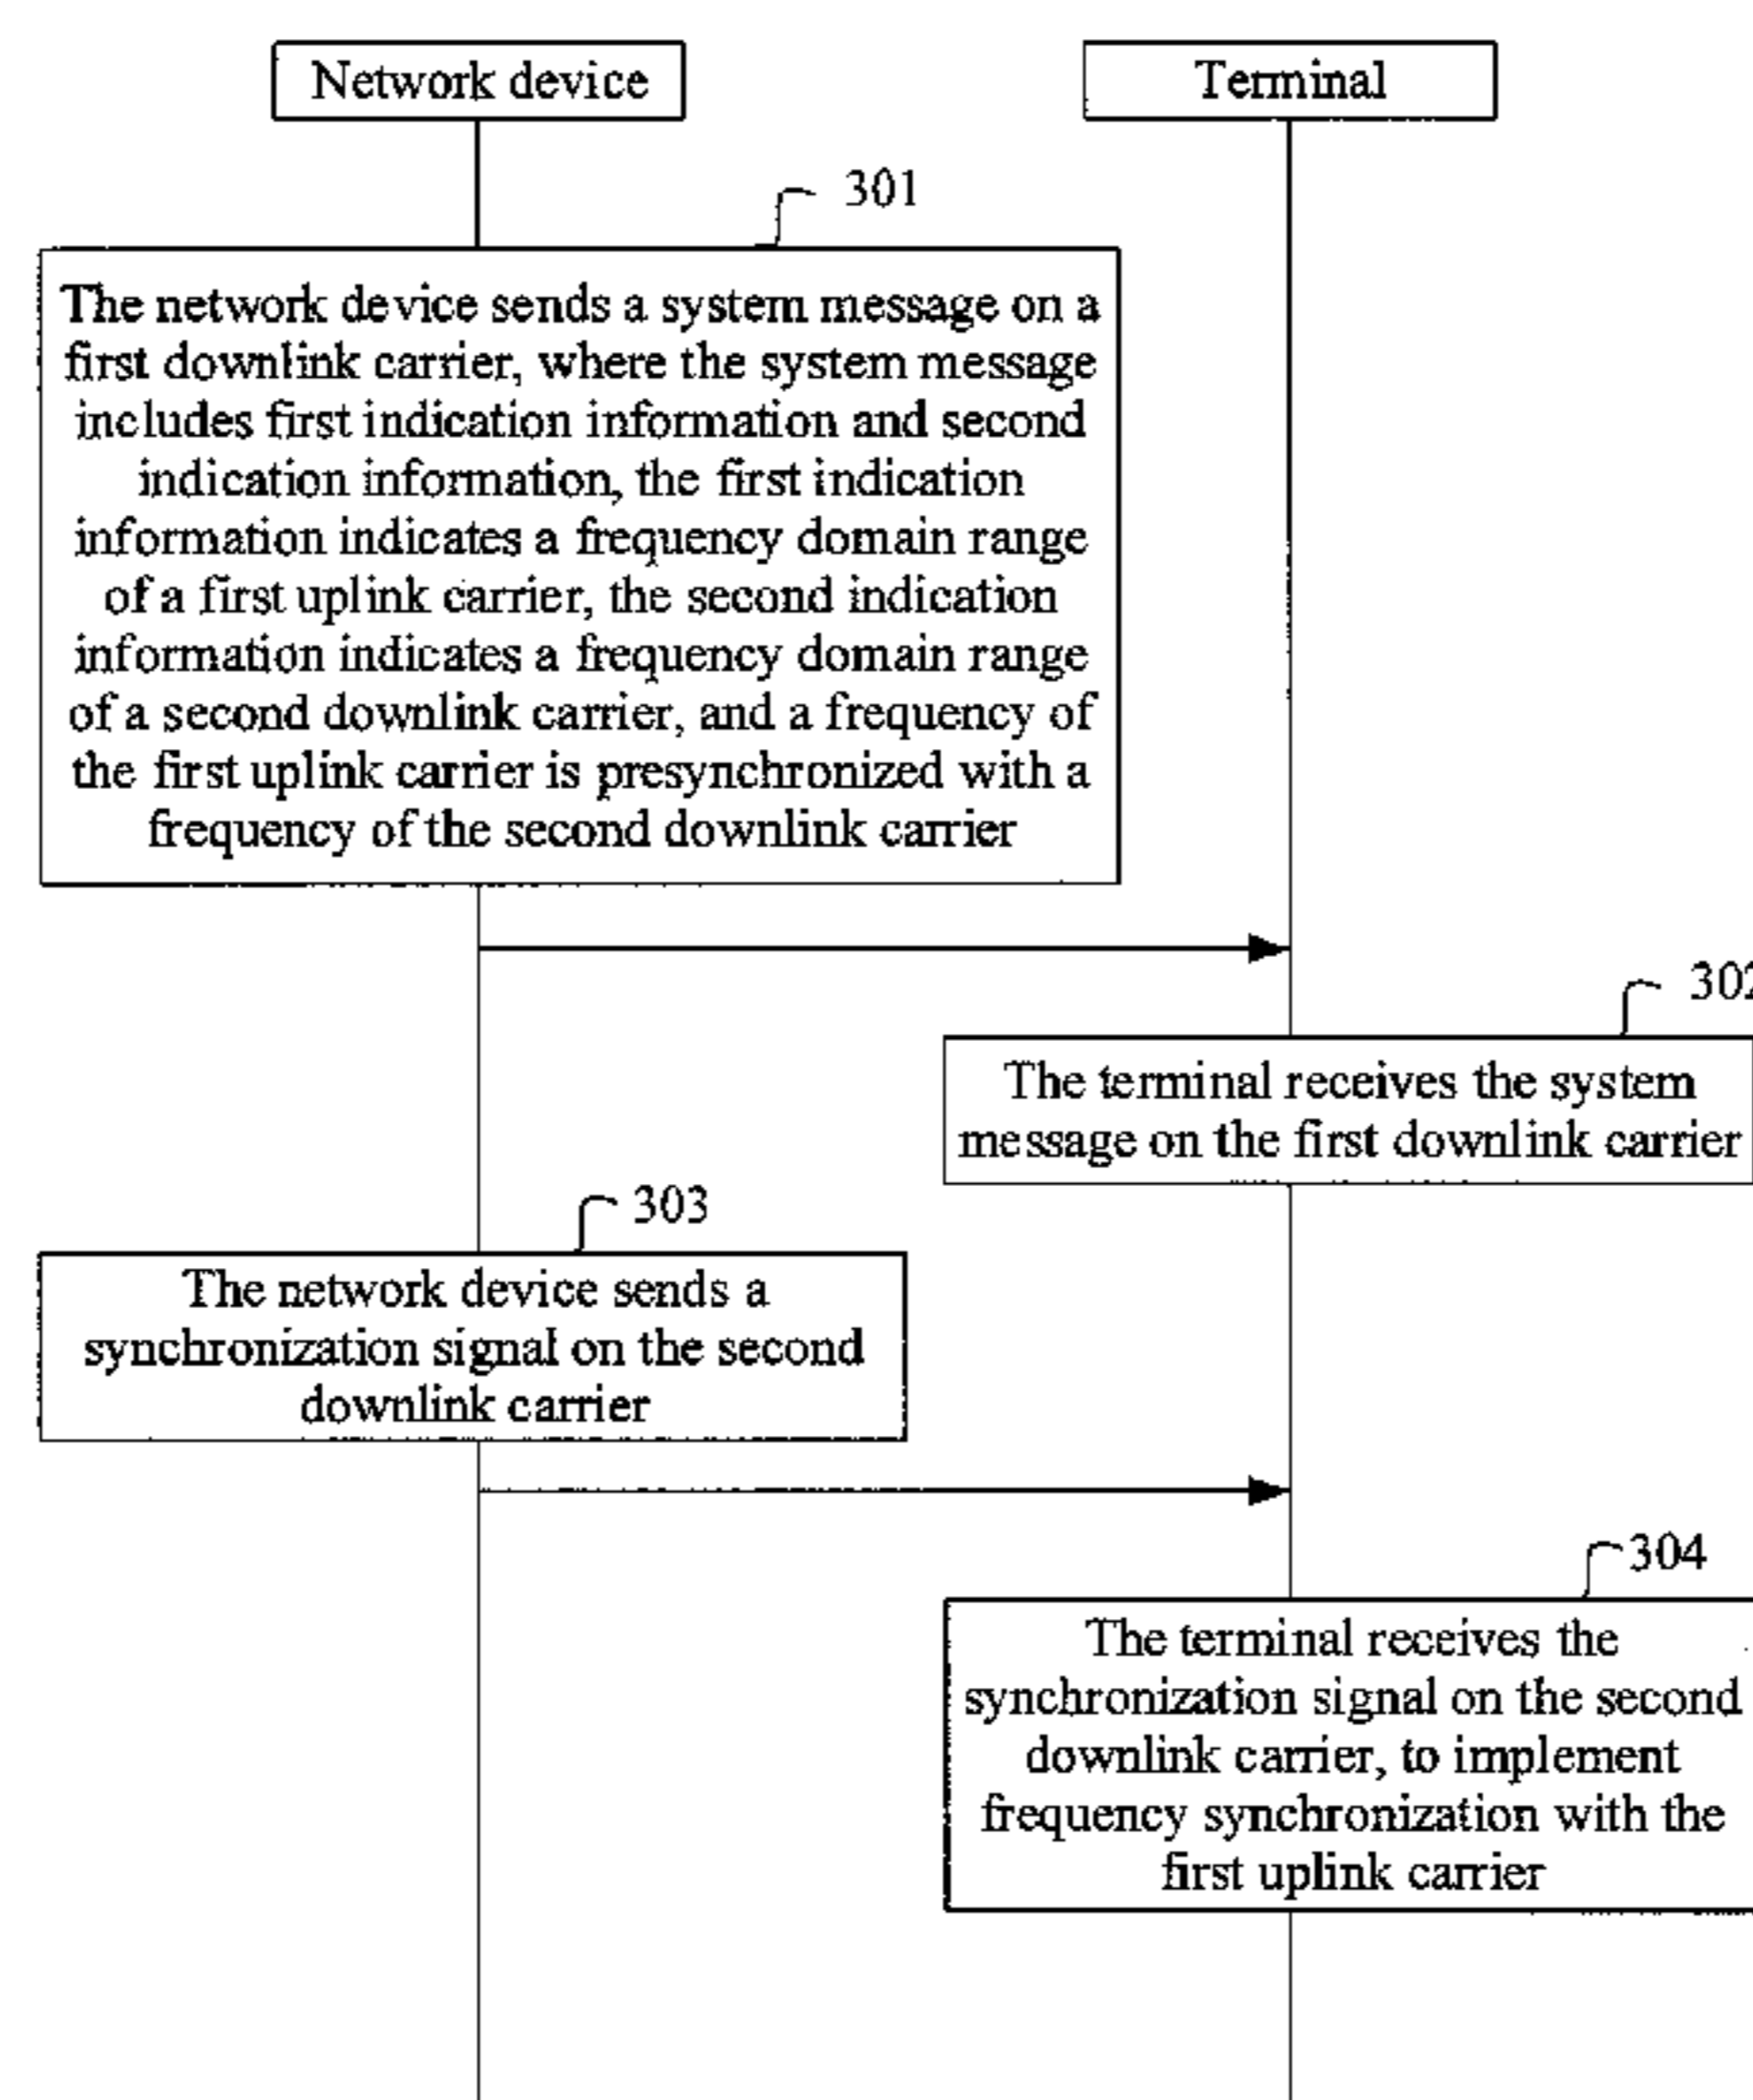 Network device
Terminal
301
The network device sends a system message on a
first downlink carrier, where the system message
includes first indication information and second
indication information, the first indication
information indicates a frequency domain range
of a first uplink carrier, the second indication
information indicates a frequency domain range
of a second downlink carrier, and a frequency of
the first uplink carrier is presynchronized with a
frequency of the second downlink carrier
302
The terminal receives the system
message on the first downlink carrier
303
The network device sends a
synchronization signal on the second
downlink carrier
304
The terminal receives the
synchronization signal on the second
downlink carrier, to implement
frequency synchronization with the
first uplink carrier